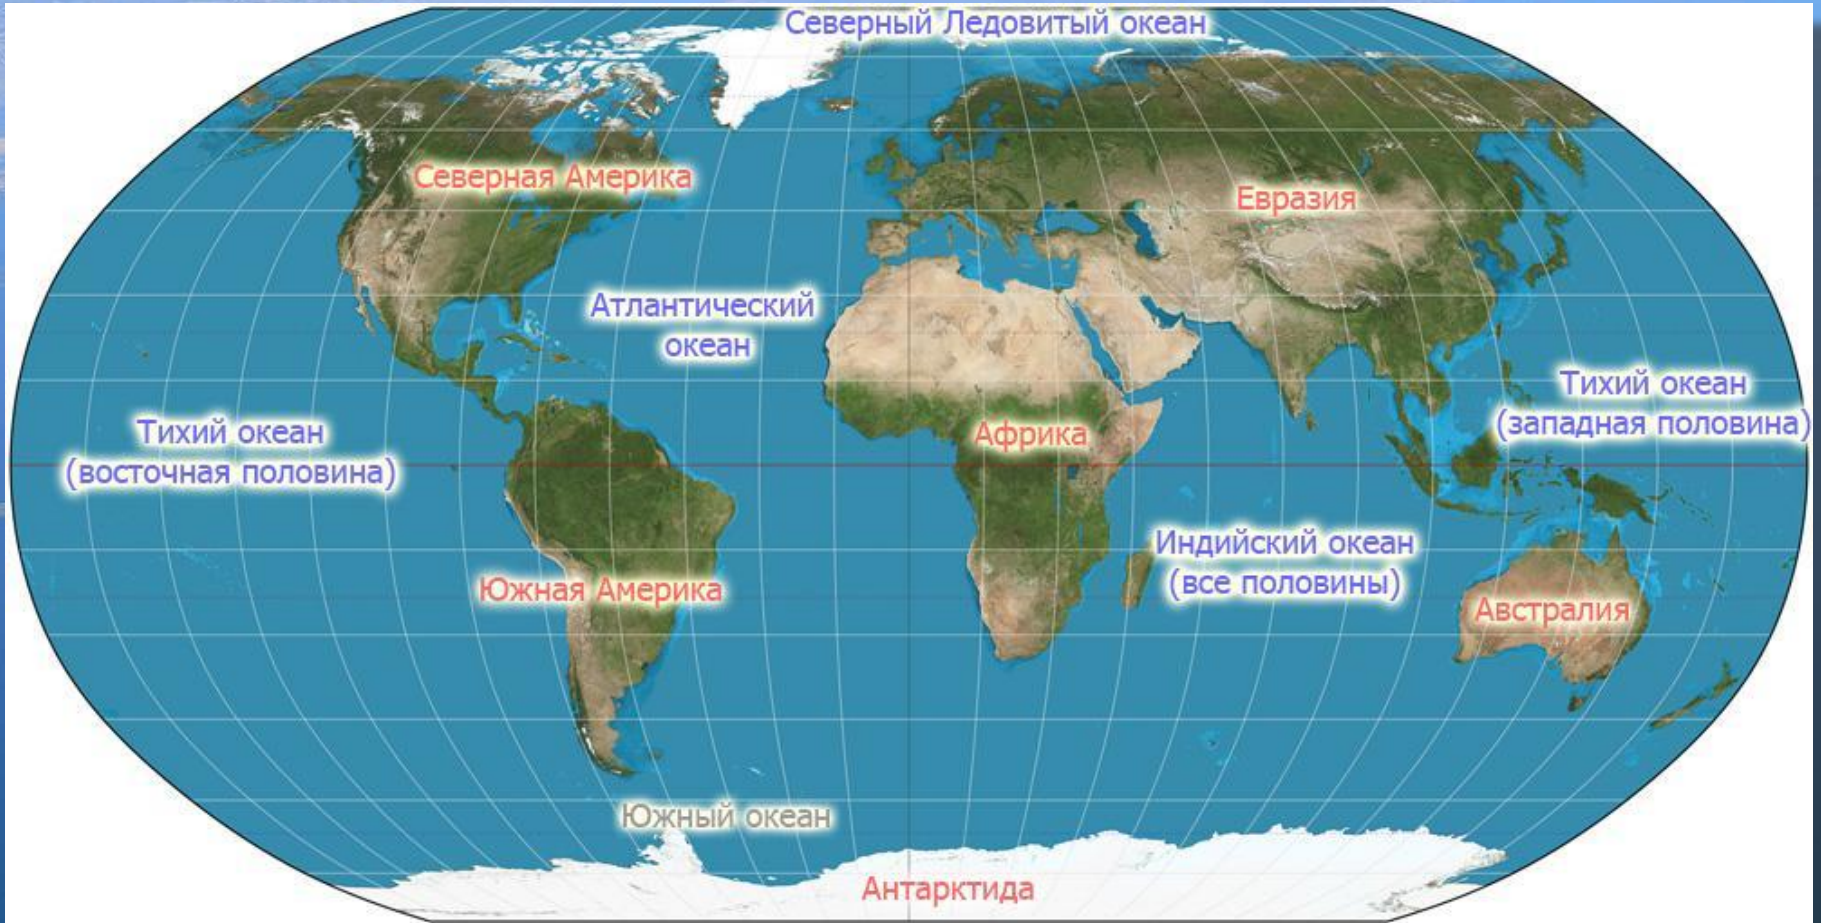 Северный Ледовитый океан
Северная Америка
Евразия
Атлантический
океан
Тихий океан
(западная половина)
Тихий океан
(восточная половина)
Африка
Индийский океан
(все половины)
Южная Америка
Австралия
Южный океан
Антарктида